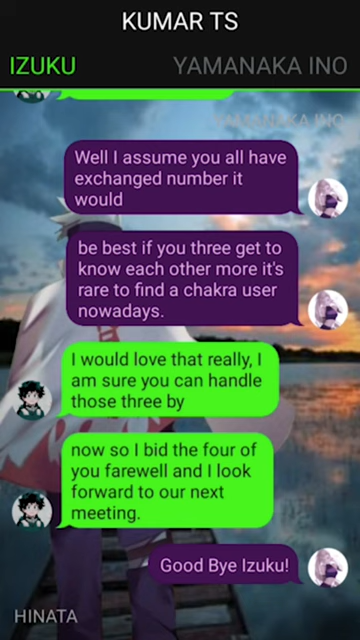 KUMAR TS
IZUKU
YAMANAKA INO
YAMANAKA INO
Well I assume you all have
exchanged number it
would
be best if you three get to
know each other more it's
rare to find a chakra user
nowadays.
I would love that really, I
am sure you can handle
those three by
now so I bid the four of
you farewell and I look
forward to our next
meeting.
Good Bye Izuku!
HINATA